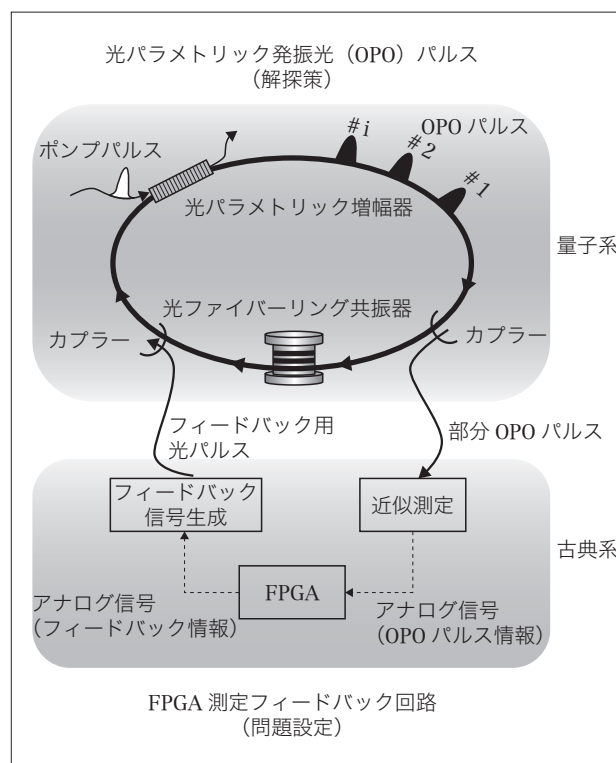 光パラメトリック発振光（OPO）パルス
（解探策）
#i
#2
#1
OPO パルス
ポンプパルス
光パラメトリック増幅器
量子系
光ファイバーリング共振器
カプラー
カプラー
フィードバック用
光パルス
部分 OPO パルス
フィードバック
信号生成
近似測定
古典系
FPGA
アナログ信号
（フィードバック情報）
アナログ信号
（OPO パルス情報）
FPGA 測定フィードバック回路
（問題設定）